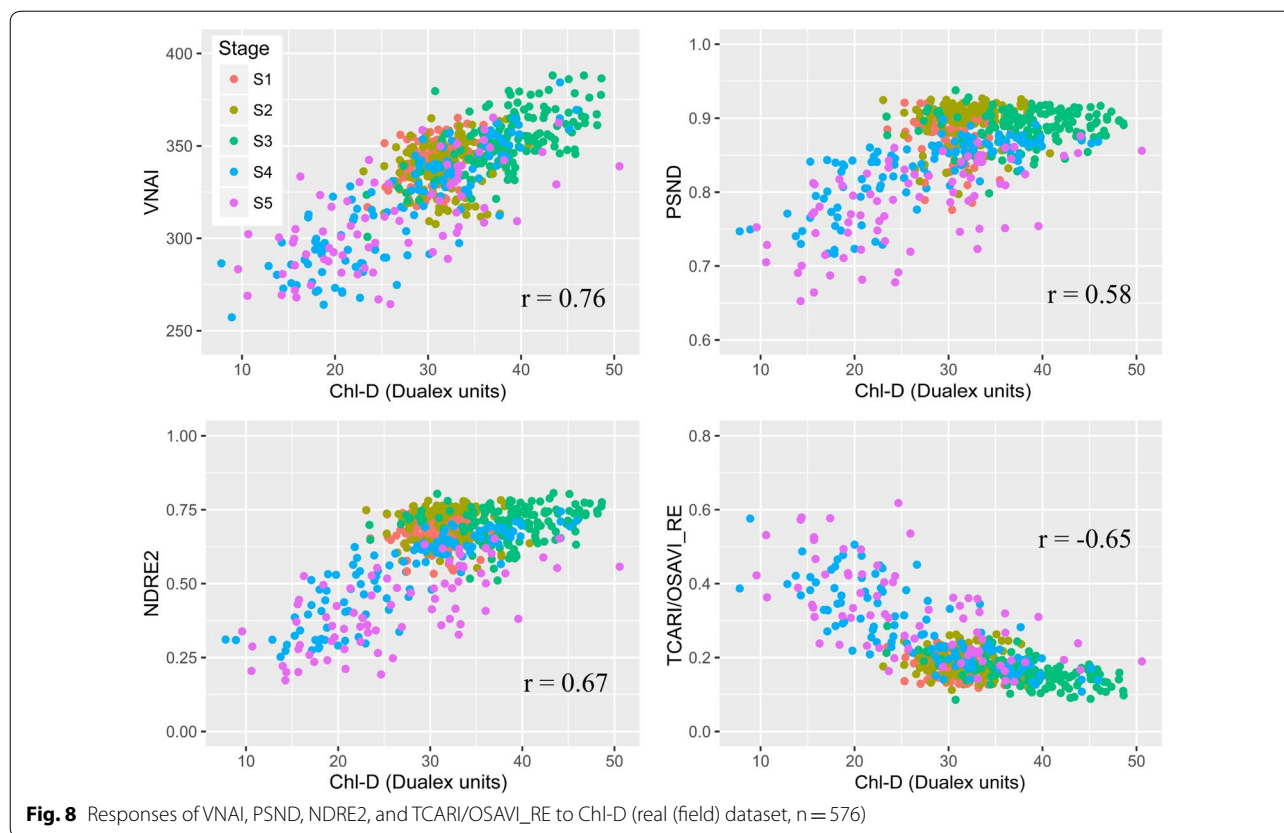 VNAI
400
350
300
250
Stage
S1
S2
S3
S4
S5
r = 0.76
10 20 30 40 50
Chl-D (Dualex units)
PSND
1.0
0.9
0.8
0.7
0.6
r = 0.58
10 20 30 40 50
Chl-D (Dualex units)
NDRE2
1.00
0.75
0.50
0.25
0.00
r = 0.67
10 20 30 40 50
Chl-D (Dualex units)
TCARI/OSAVI_RE
0.8
0.6
0.4
0.2
0.0
r = -0.65
10 20 30 40 50
Chl-D (Dualex units)
Fig. 8 Responses of VNAI, PSND, NDRE2, and TCARI/OSAVI_RE to Chl-D (real (field) dataset, n = 576)